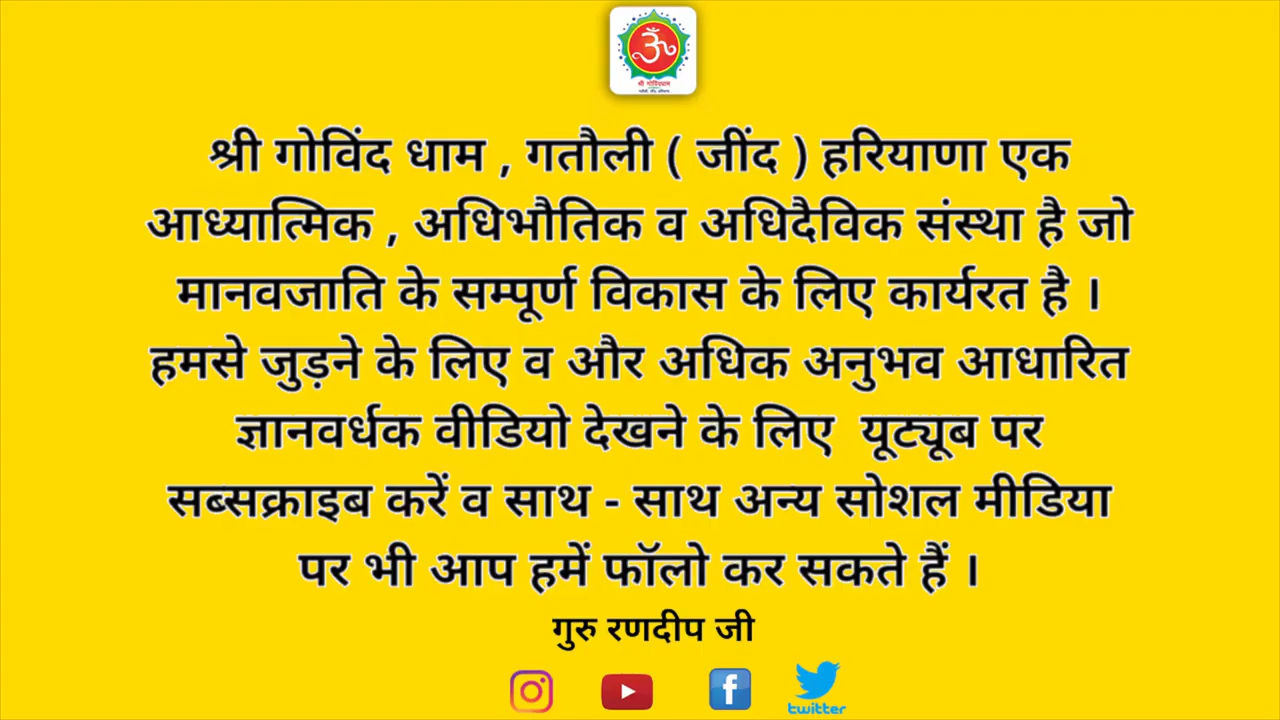 ॐ
श्री गोविंदधाम
श्री गोविंद धाम , गतौली ( जींद ) हरियाणा एक
आध्यात्मिक , अधिभौतिक व अधिदैविक संस्था है जो
मानवजाति के सम्पूर्ण विकास के लिए कार्यरत है ।
हमसे जुड़ने के लिए व और अधिक अनुभव आधारित
ज्ञानवर्धक वीडियो देखने के लिए यूट्यूब पर
सब्सक्राइब करें व साथ - साथ अन्य सोशल मीडिया
पर भी आप हमें फॉलो कर सकते हैं ।
गुरु रणदीप जी
twitter